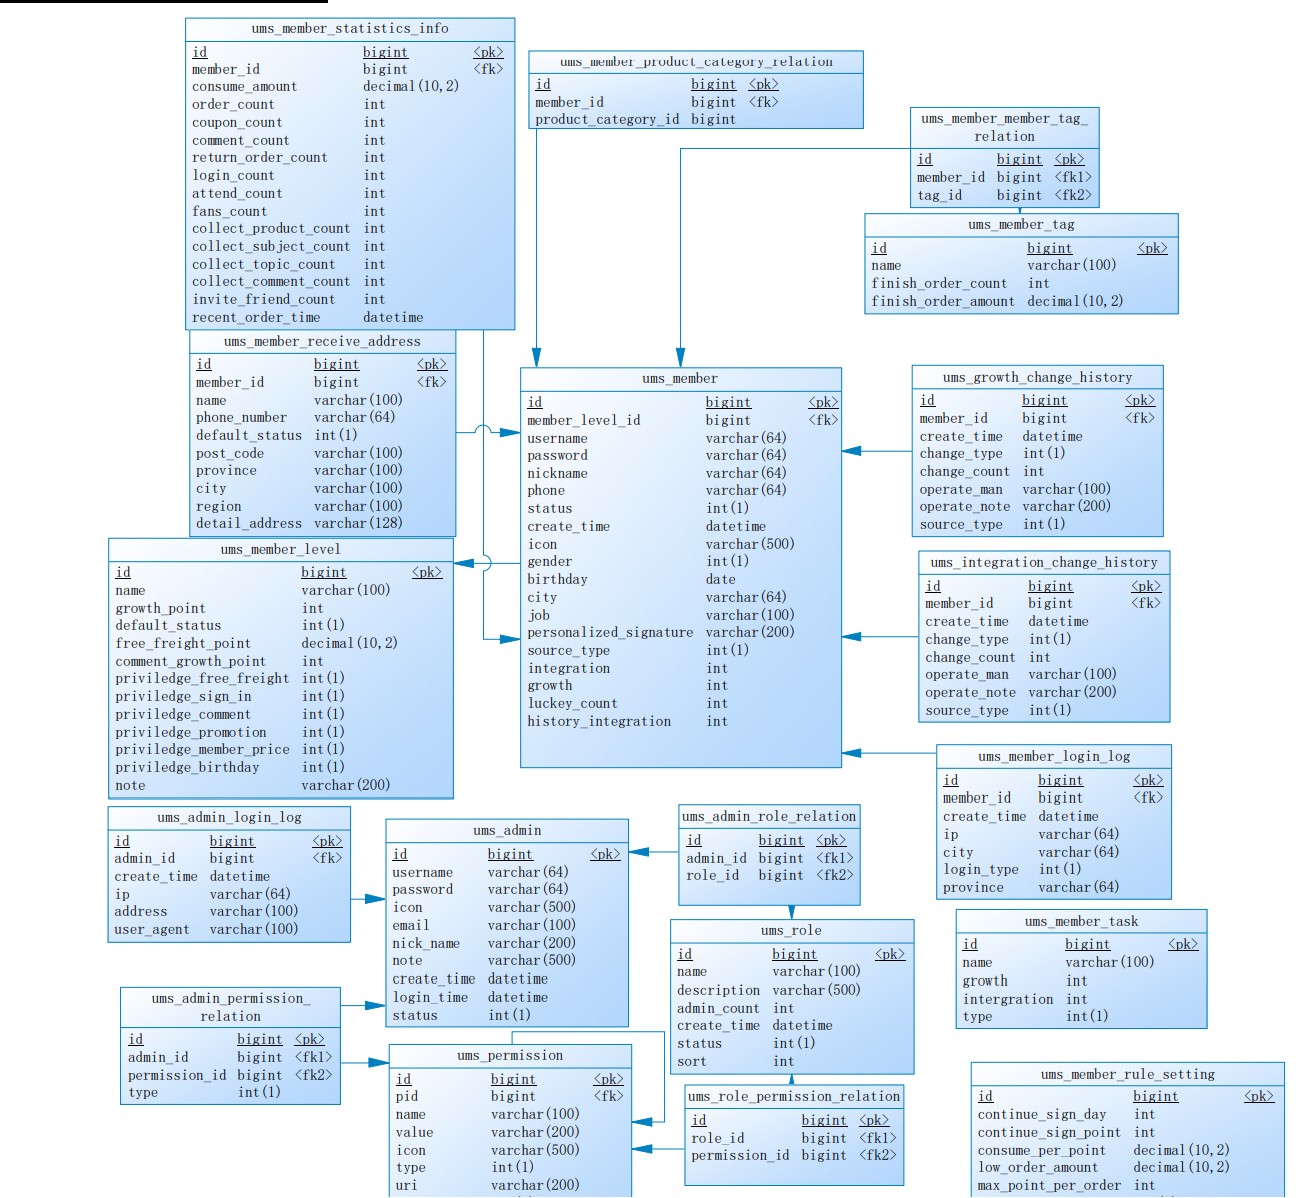 ums_member_statistics_info
id bigint <pk>
member_id bigint <fk>
consume_amount decimal(10,2)
order_count int
coupon_count int
comment_count int
return_order_count int
login_count int
attend_count int
fans_count int
collect_product_count int
collect_subject_count int
collect_topic_count int
collect_comment_count int
invite_friend_count int
recent_order_time datetime
ums_member_product_category_relation
id bigint <pk>
member_id bigint <fk>
product_category_id bigint
ums_member_member_tag_
relation
id bigint <pk>
member_id bigint <fk1>
tag_id bigint <fk2>
ums_member_tag
id bigint <pk>
name varchar(100)
finish_order_count int
finish_order_amount decimal(10,2)
ums_member_receive_address
id bigint <pk>
member_id bigint <fk>
name varchar(100)
phone_number varchar(64)
default_status int(1)
post_code varchar(100)
province varchar(100)
city varchar(100)
region varchar(100)
detail_address varchar(128)
ums_member
id bigint <pk>
member_level_id bigint <fk>
username varchar(64)
password varchar(64)
nickname varchar(64)
phone varchar(64)
status int(1)
create_time datetime
icon varchar(500)
gender int(1)
birthday date
city varchar(64)
job varchar(100)
personalized_signature varchar(200)
source_type int(1)
integration int
growth int
luckey_count int
history_integration int
ums_growth_change_history
id bigint <pk>
member_id bigint <fk>
create_time datetime
change_type int(1)
change_count int
operate_man varchar(100)
operate_note varchar(200)
source_type int(1)
ums_member_level
id bigint <pk>
name varchar(100)
growth_point int
default_status int(1)
free_freight_point decimal(10,2)
comment_growth_point int
priviledge_free_freight int(1)
priviledge_sign_in int(1)
priviledge_comment int(1)
priviledge_promotion int(1)
priviledge_member_price int(1)
priviledge_birthday int(1)
note varchar(200)
ums_integration_change_history
id bigint <pk>
member_id bigint <fk>
create_time datetime
change_type int(1)
change_count int
operate_man varchar(100)
operate_note varchar(200)
source_type int(1)
ums_member_login_log
id bigint <pk>
member_id bigint <fk>
create_time datetime
ip varchar(64)
city varchar(64)
login_type int(1)
province varchar(64)
ums_admin_login_log
id bigint <pk>
admin_id bigint <fk>
create_time datetime
ip varchar(64)
address varchar(100)
user_agent varchar(100)
ums_admin
id bigint <pk>
username varchar(64)
password varchar(64)
icon varchar(500)
email varchar(100)
nick_name varchar(200)
note varchar(500)
create_time datetime
login_time datetime
status int(1)
ums_admin_role_relation
id bigint <pk>
admin_id bigint <fk1>
role_id bigint <fk2>
ums_role
id bigint <pk>
name varchar(100)
description varchar(500)
admin_count int
create_time datetime
status int(1)
sort int
ums_member_task
id bigint <pk>
name varchar(100)
growth int
intergration int
type int(1)
ums_admin_permission_
relation
id bigint <pk>
admin_id bigint <fk1>
permission_id bigint <fk2>
type int(1)
ums_permission
id bigint <pk>
pid bigint <fk>
name varchar(100)
value varchar(200)
icon varchar(500)
type int(1)
uri varchar(200)
ums_role_permission_relation
id bigint <pk>
role_id bigint <fk1>
permission_id bigint <fk2>
ums_member_rule_setting
id bigint <pk>
continue_sign_day int
continue_sign_point int
consume_per_point decimal(10,2)
low_order_amount decimal(10,2)
max_point_per_order int